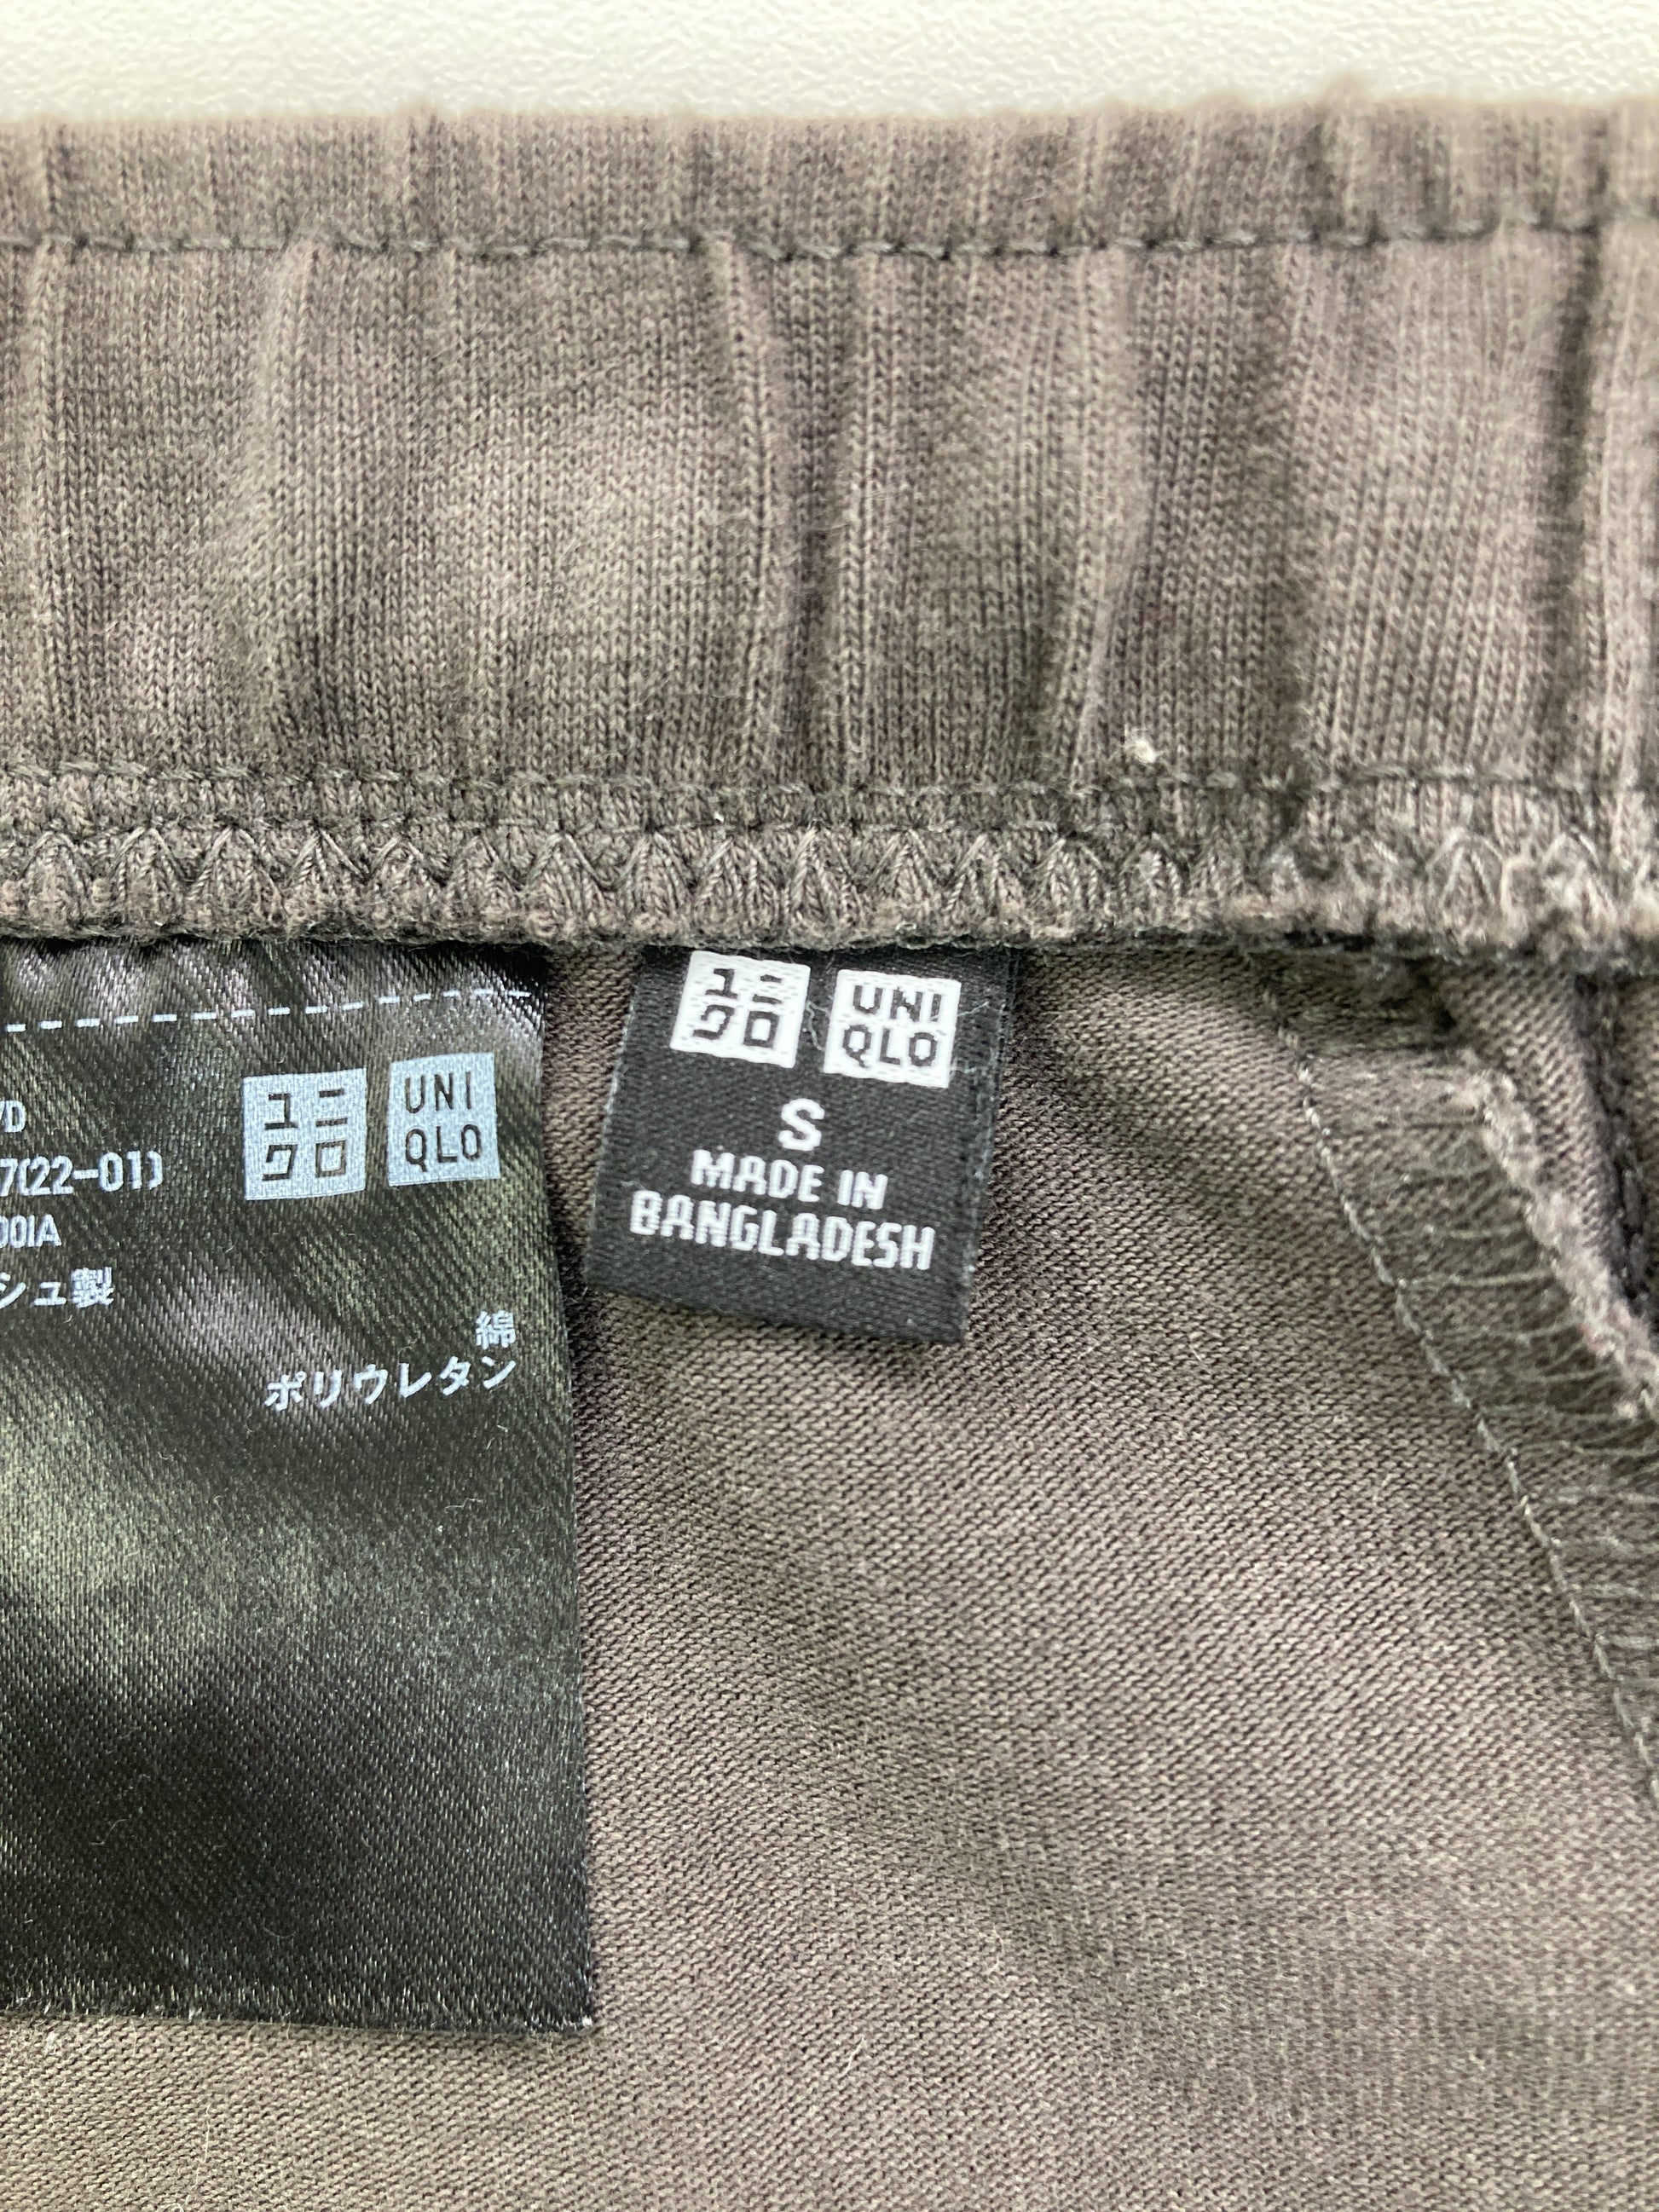 ユニ
クロ
UNI
QLO
7(22-01)
001A
シュ製
綿
ポリウレタン
ユニ
クロ
UNI
QLO
S
MADE IN
BANGLADESH